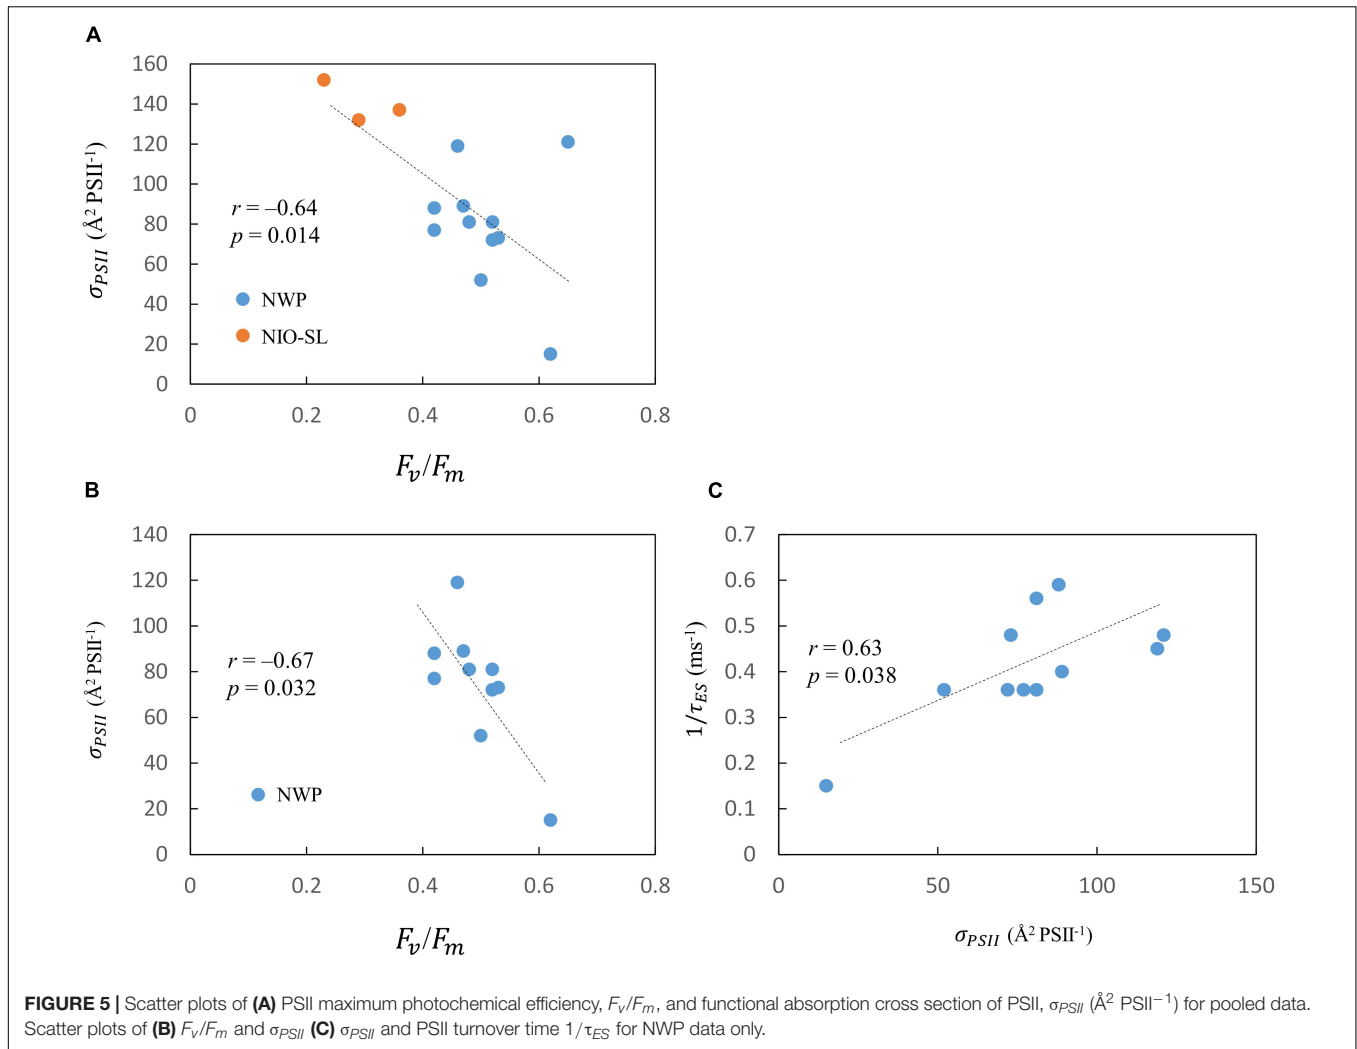 A
160
140
120
100
80
60
40
20
0
σPSII (Å² PSII⁻¹)
r = –0.64
p = 0.014
NWP
NIO-SL
0 0.2 0.4 0.6 0.8
Fv/Fm
B
140
120
100
80
60
40
20
0
σPSII (Å² PSII⁻¹)
r = –0.67
p = 0.032
NWP
0 0.2 0.4 0.6 0.8
Fv/Fm
C
0.7
0.6
0.5
0.4
0.3
0.2
0.1
0
1/τES (ms⁻¹)
r = 0.63
p = 0.038
0 50 100 150
σPSII (Å² PSII⁻¹)
FIGURE 5 | Scatter plots of (A) PSII maximum photochemical efficiency, Fv/Fm, and functional absorption cross section of PSII, σPSII (Å² PSII⁻¹) for pooled data.
Scatter plots of (B) Fv/Fm and σPSII (C) σPSII and PSII turnover time 1/τES for NWP data only.